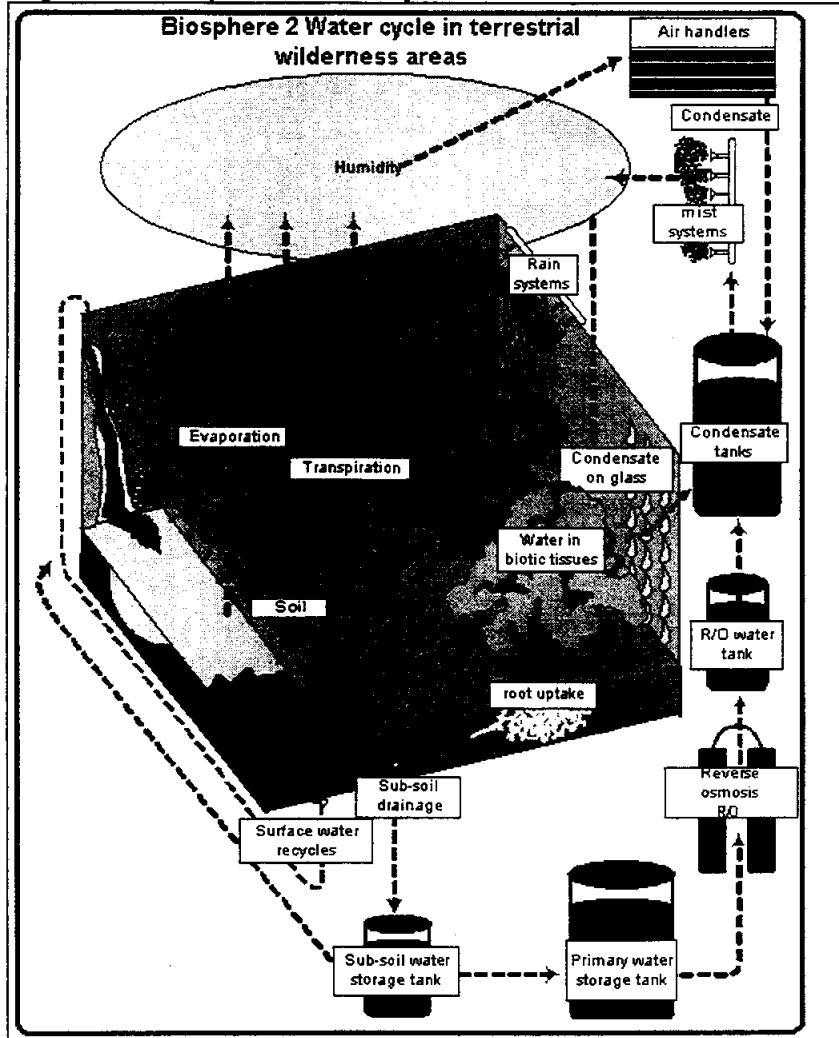 Biosphere 2 Water cycle in terrestrial
wilderness areas
Air handlers
Condensate
Humidity
mist
systems
Rain
systems
Evaporation
Transpiration
Condensate
on glass
Condensate
tanks
Water in
biotic tissues
Soil
R/O water
tank
root uptake
Reverse
osmosis
R/O
Sub-soil
drainage
Surface water
recycles
Sub-soil water
storage tank
Primary water
storage tank